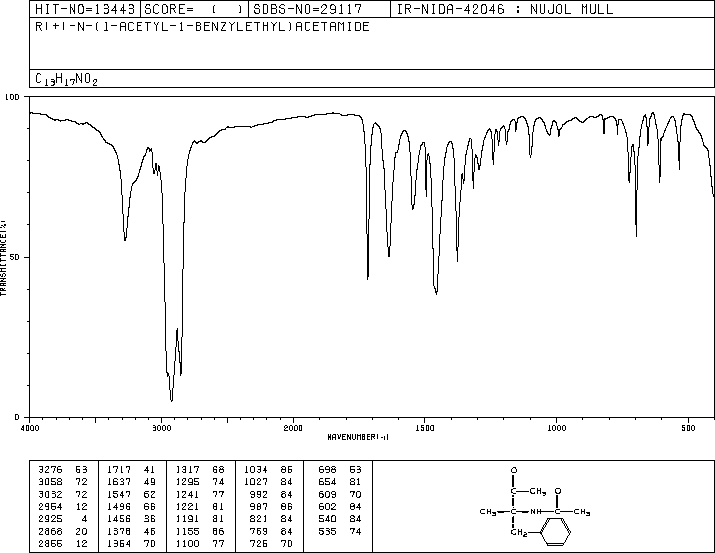 HIT-NO=13443 SCORE= ( ) SDBS-NO=29117 IR-NIDA-42046 : NUJOL MULL
R(+)-N-(1-ACETYL-1-BENZYLETHYL)ACETAMIDE
C13H17NO2
100
50
0
TRANSMITTANCE(%)
4000 3000 2000 1500 1000 500
WAVENUMBER(-1)
3276 53 1717 41 1317 68 1034 86 698 53
3058 72 1637 49 1295 74 1027 84 654 81
3032 72 1547 62 1241 77 992 84 609 70
2954 12 1496 66 1221 81 987 86 602 84
2925 4 1456 36 1191 81 821 84 540 84
2868 20 1378 46 1155 86 769 84 535 74
2855 12 1364 70 1100 77 726 70
O
C—CH3 O
CH3—C—NH—C—CH3
CH2